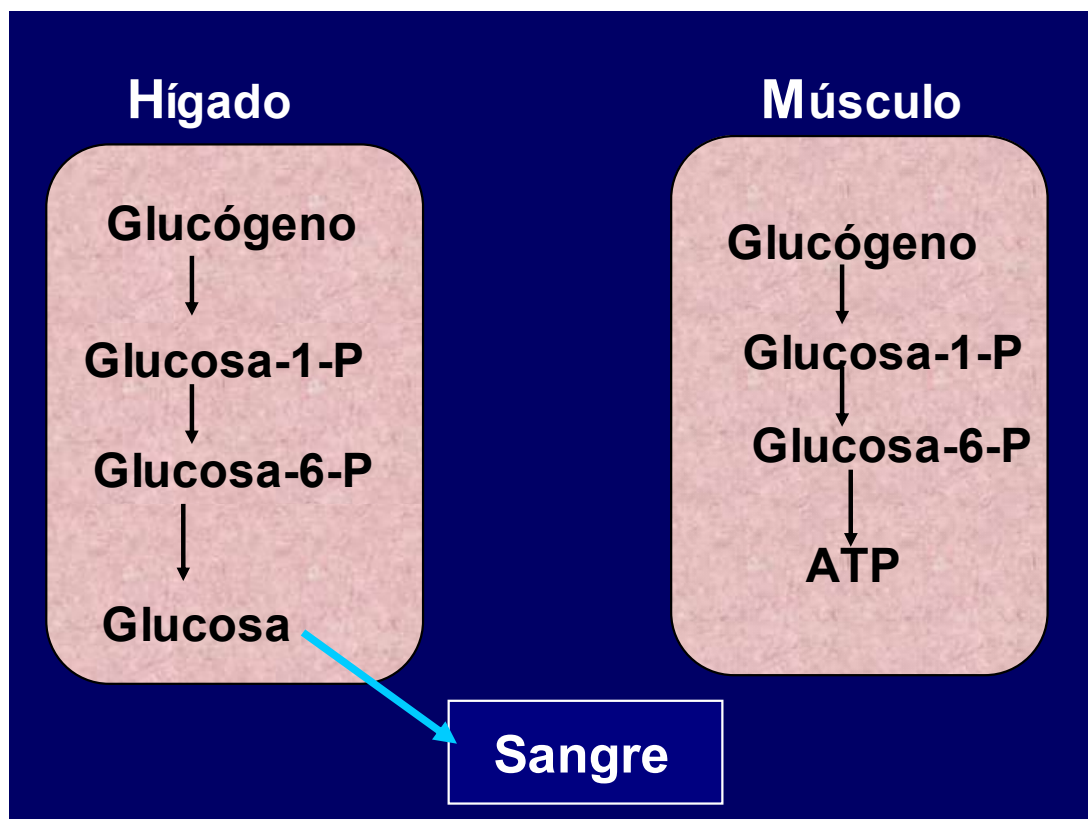 Hígado
Glucógeno
Glucosa-1-P
Glucosa-6-P
Glucosa
Músculo
Glucógeno
Glucosa-1-P
Glucosa-6-P
ATP
Sangre